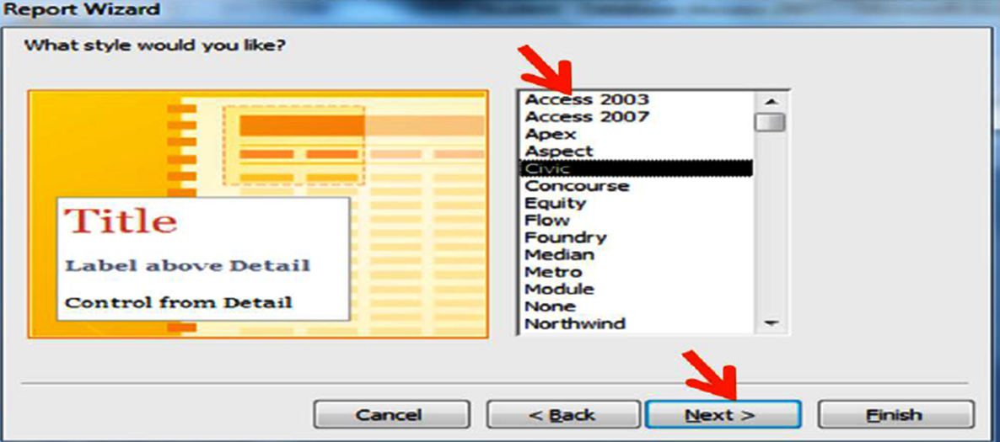 Report Wizard
What style would you like?
Title
Label above Detail
Control from Detail
Access 2003
Access 2007
Apex
Aspect
Civic
Concourse
Equity
Flow
Foundry
Median
Metro
Module
None
Northwind
Cancel
< Back
Next >
Finish